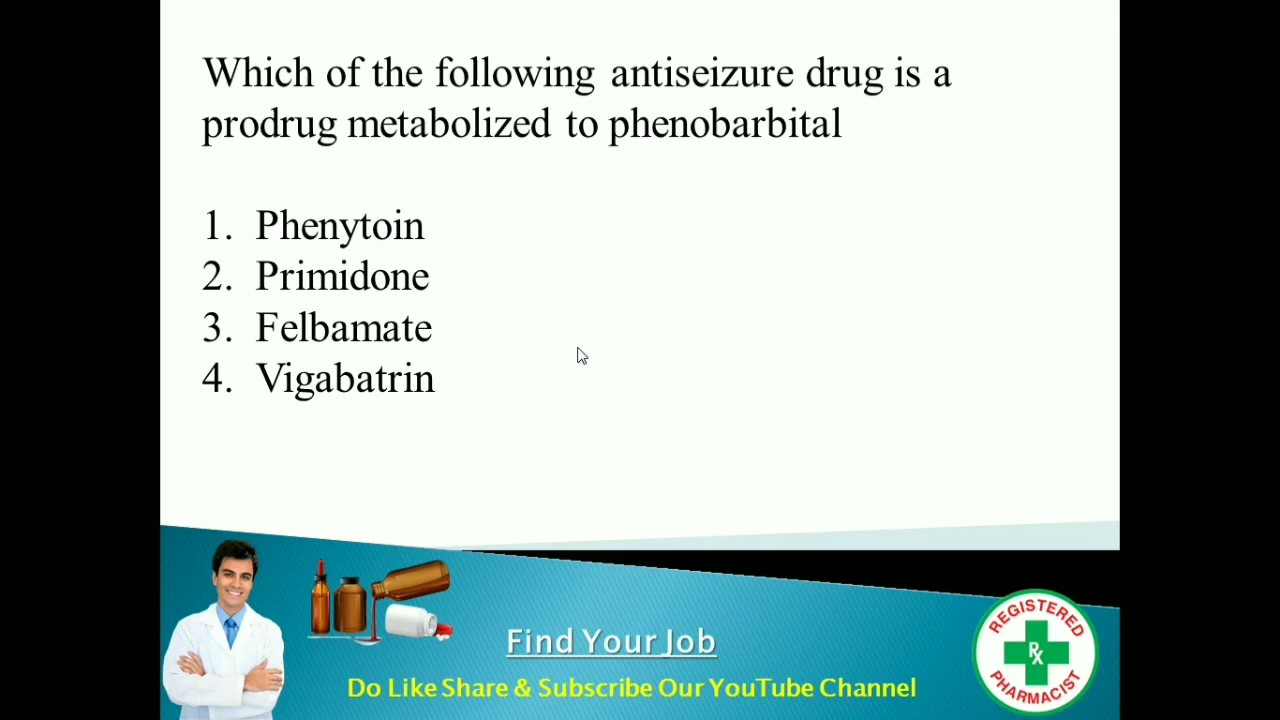 Which of the following antiseizure drug is a
prodrug metabolized to phenobarbital
1. Phenytoin
2. Primidone
3. Felbamate
4. Vigabatrin
Find Your Job
Do Like Share & Subscribe Our YouTube Channel
REGISTERED
Rx
PHARMACIST